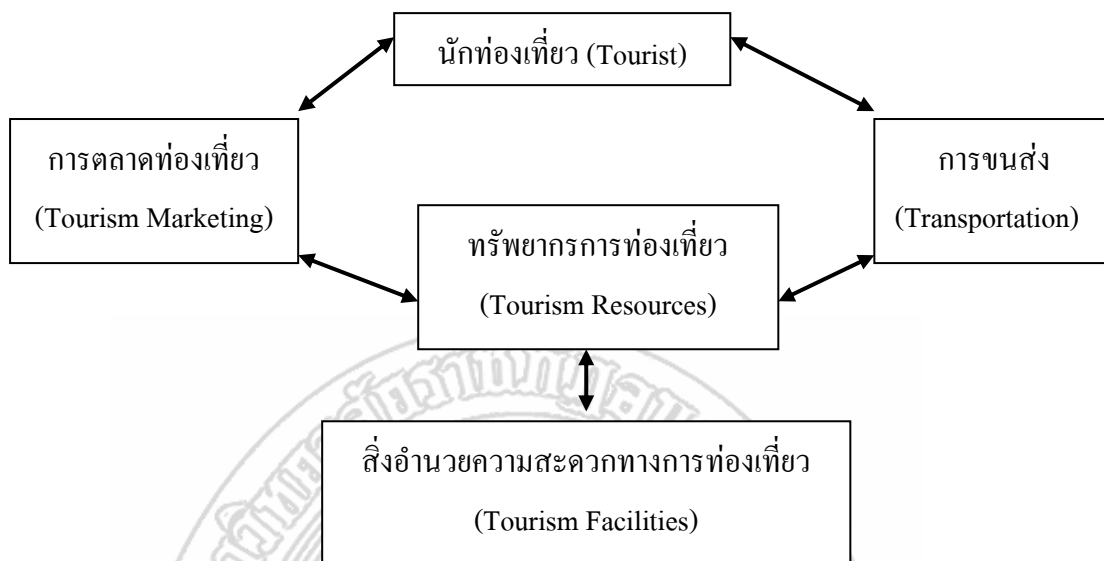 นักท่องเที่ยว (Tourist)
การตลาดท่องเที่ยว
(Tourism Marketing)
การขนส่ง
(Transportation)
ทรัพยากรการท่องเที่ยว
(Tourism Resources)
สิ่งอำนวยความสะดวกทางการท่องเที่ยว
(Tourism Facilities)